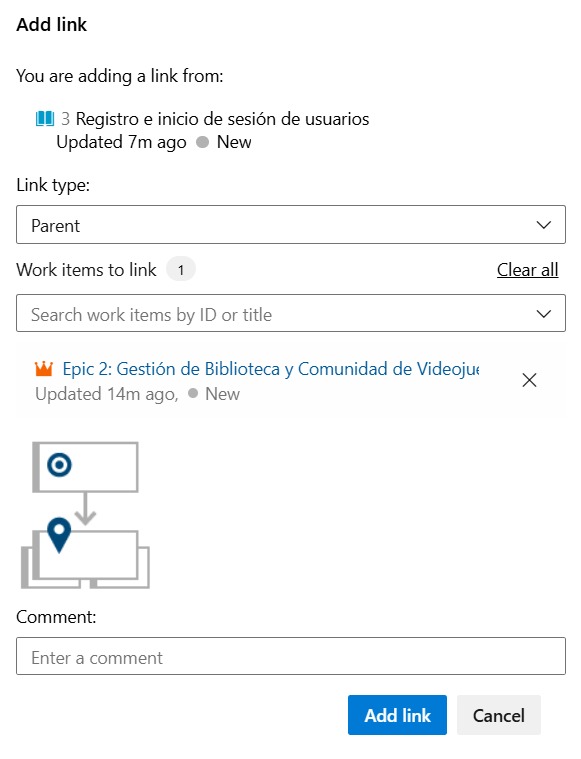 Add link
You are adding a link from:
3 Registro e inicio de sesión de usuarios
Updated 7m ago New
Link type:
Parent
Work items to link 1 Clear all
Search work items by ID or title
Epic 2: Gestión de Biblioteca y Comunidad de
Updated 14m ago, New
Comment:
Enter a comment
Add link Cancel